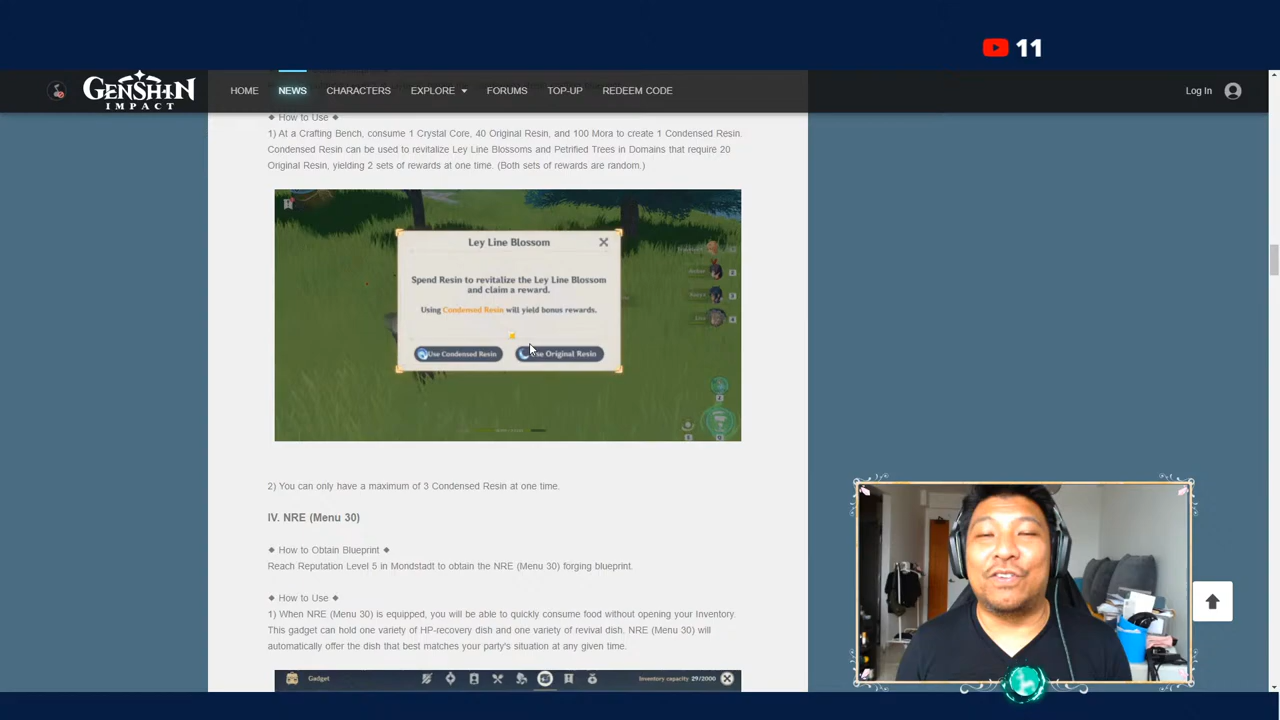 11
GENSHIN IMPACT
HOME
NEWS
CHARACTERS
EXPLORE
FORUMS
TOP-UP
REDEEM CODE
Log In
◆ How to Use ◆
1) At a Crafting Bench, consume 1 Crystal Core, 40 Original Resin, and 100 Mora to create 1 Condensed Resin.
Condensed Resin can be used to revitalize Ley Line Blossoms and Petrified Trees in Domains that require 20
Original Resin, yielding 2 sets of rewards at one time. (Both sets of rewards are random.)
Ley Line Blossom
Spend Resin to revitalize the Ley Line Blossom
and claim a reward.
Using Condensed Resin will yield bonus rewards.
Use Condensed Resin
Use Original Resin
2) You can only have a maximum of 3 Condensed Resin at one time.
IV. NRE (Menu 30)
◆ How to Obtain Blueprint ◆
Reach Reputation Level 5 in Mondstadt to obtain the NRE (Menu 30) forging blueprint.
◆ How to Use ◆
1) When NRE (Menu 30) is equipped, you will be able to quickly consume food without opening your Inventory.
This gadget can hold one variety of HP-recovery dish and one variety of revival dish. NRE (Menu 30) will
automatically offer the dish that best matches your party's situation at any given time.
Gadget
Inventory capacity 29/2000